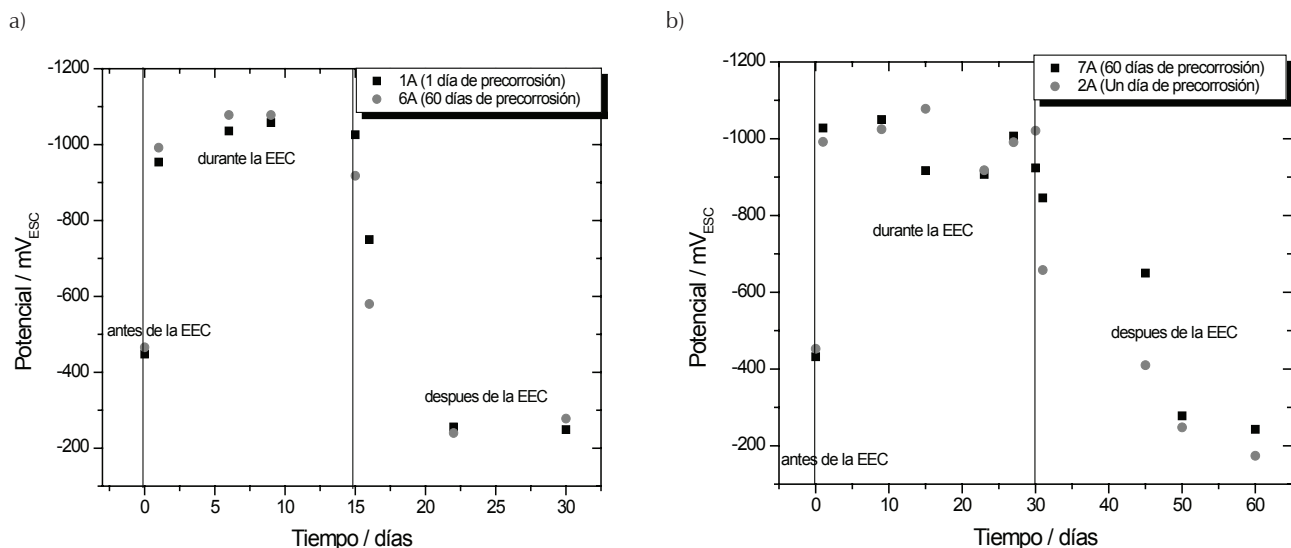 a)
-1200
-1000
-800
-600
-400
-200
Potencial / mV_ESC
1A (1 día de precorrosión)
6A (60 días de precorrosión)
durante la EEC
antes de la EEC
despues de la EEC
0 5 10 15 20 25 30
Tiempo / días
b)
-1200
-1000
-800
-600
-400
-200
Potencial / mV_ESC
7A (60 días de precorrosión)
2A (Un día de precorrosión)
durante la EEC
despues de la EEC
antes de la EEC
0 10 20 30 40 50 60
Tiempo / días